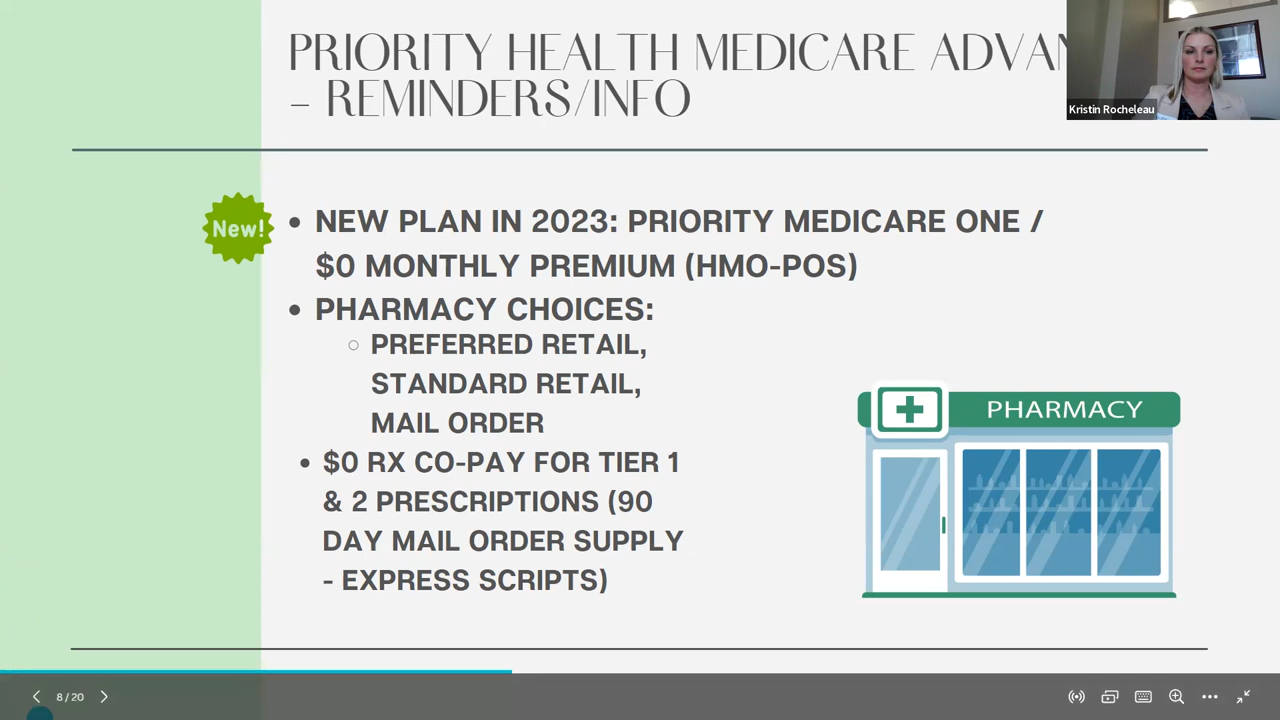 PRIORITY HEALTH MEDICARE ADVAN
– REMINDERS/INFO
Kristin Rocheleau
New!
• NEW PLAN IN 2023: PRIORITY MEDICARE ONE /
$0 MONTHLY PREMIUM (HMO-POS)
• PHARMACY CHOICES:
○ PREFERRED RETAIL,
STANDARD RETAIL,
MAIL ORDER
• $0 RX CO-PAY FOR TIER 1
& 2 PRESCRIPTIONS (90
DAY MAIL ORDER SUPPLY
- EXPRESS SCRIPTS)
PHARMACY
8 / 20